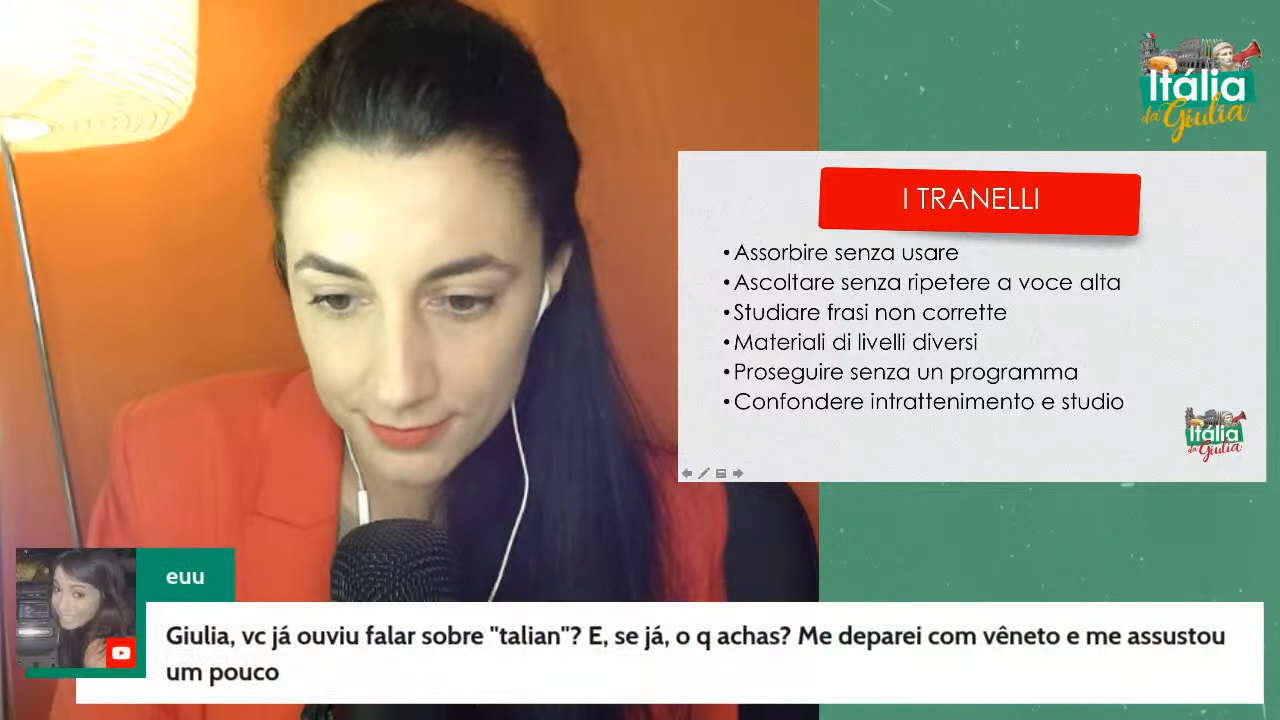 Itália
da Giulia
I TRANELLI
• Assorbire senza usare
• Ascoltare senza ripetere a voce alta
• Studiare frasi non corrette
• Materiali di livelli diversi
• Proseguire senza un programma
• Confondere intrattenimento e studio
Itália
da Giulia
euu
Giulia, vc já ouviu falar sobre "talian"? E, se já, o q achas? Me deparei com vêneto e me assustou
um pouco